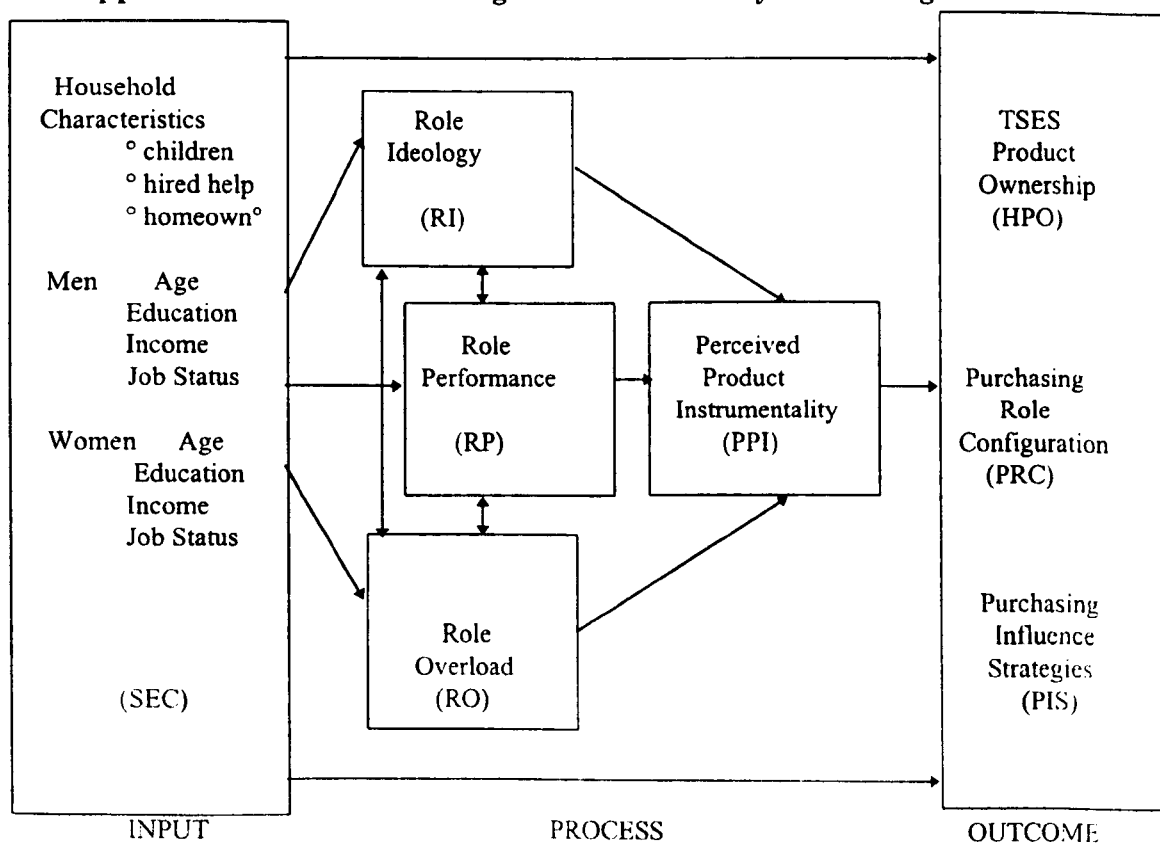 Household
Characteristics
° children
° hired help
° homeown°
Men Age
Education
Income
Job Status
Women Age
Education
Income
Job Status
(SEC)
INPUT
Role
Ideology
(RI)
Role
Performance
(RP)
Role
Overload
(RO)
Perceived
Product
Instrumentality
(PPI)
PROCESS
TSES
Product
Ownership
(HPO)
Purchasing
Role
Configuration
(PRC)
Purchasing
Influence
Strategies
(PIS)
OUTCOME